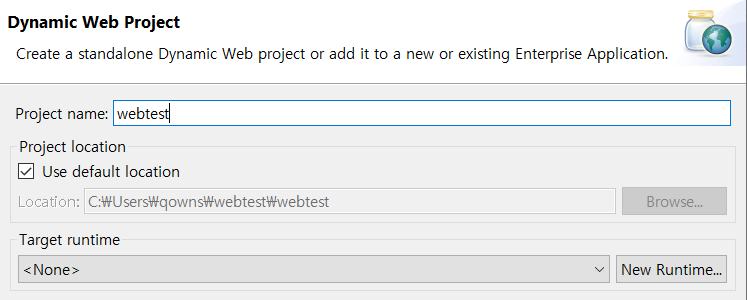 Dynamic Web Project
Create a standalone Dynamic Web project or add it to a new or existing Enterprise Application.
Project name: webtest
Project location
Use default location
Location: C:₩Users₩qowns₩webtest₩webtest Browse...
Target runtime
<None> New Runtime...